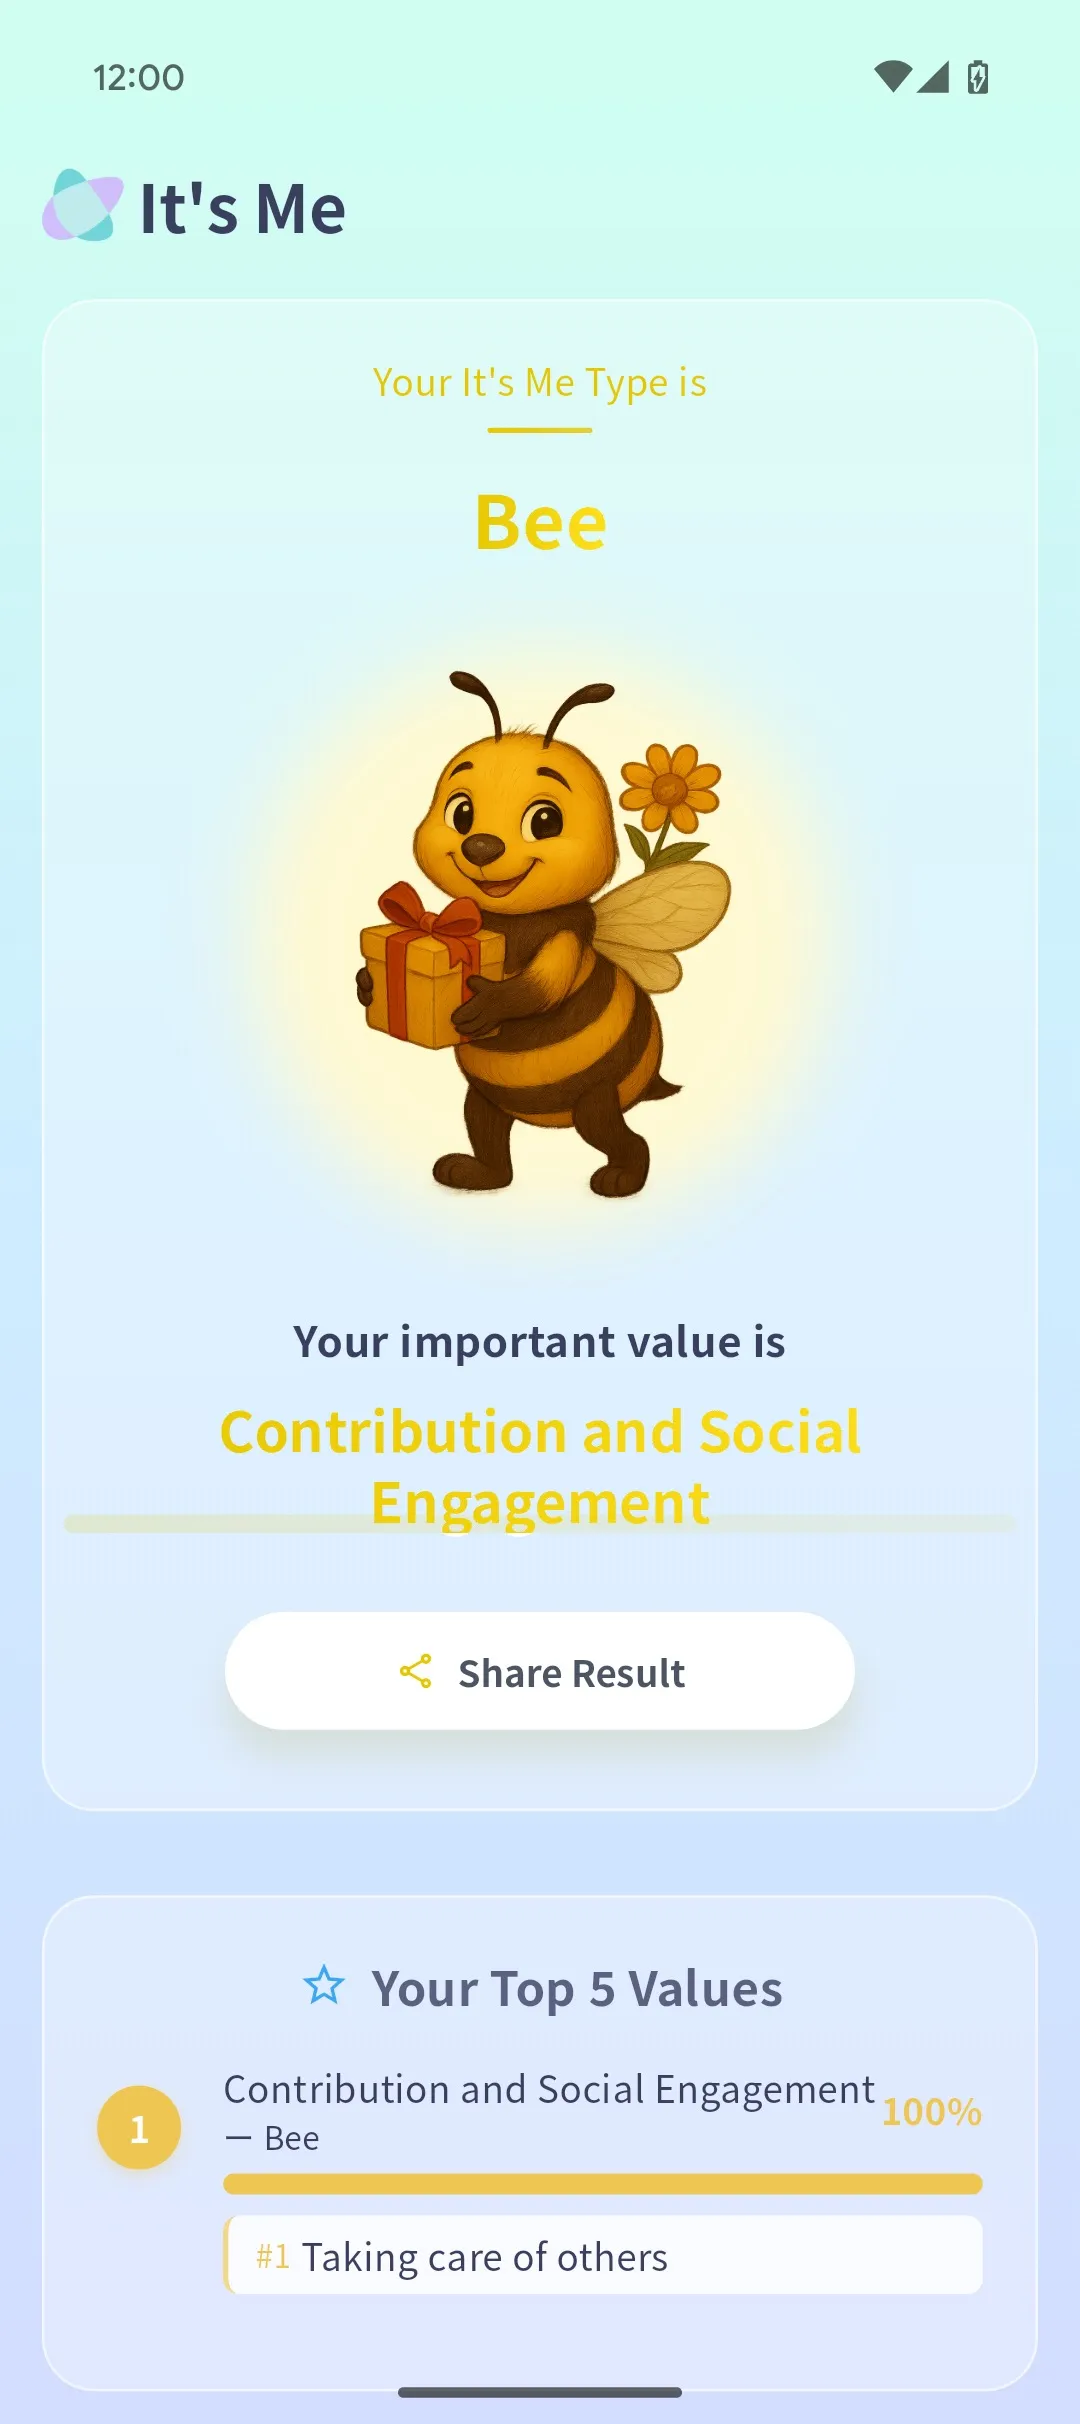 12:00
It's Me
Your It's Me Type is
Bee
Your important value is
Contribution and Social
Engagement
Share Result
Your Top 5 Values
1
Contribution and Social Engagement
— Bee
100%
#1 Taking care of others